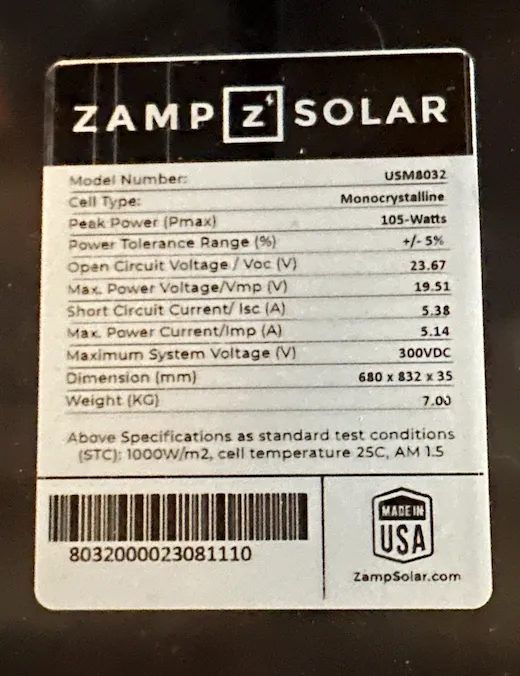 ZAMP Z SOLAR
Model Number: USM8032
Cell Type: Monocrystalline
Peak Power (Pmax) 105-Watts
Power Tolerance Range (%) +/- 5%
Open Circuit Voltage / Voc (V) 23.67
Max. Power Voltage/Vmp (V) 19.51
Short Circuit Current/ Isc (A) 5.38
Max. Power Current/Imp (A) 5.14
Maximum System Voltage (V) 300VDC
Dimension (mm) 680 x 832 x 35
Weight (KG) 7.00
Above Specifications as standard test conditions
(STC): 1000W/m2, cell temperature 25C, AM 1.5
8032000023081110
MADE IN
USA
ZampSolar.com